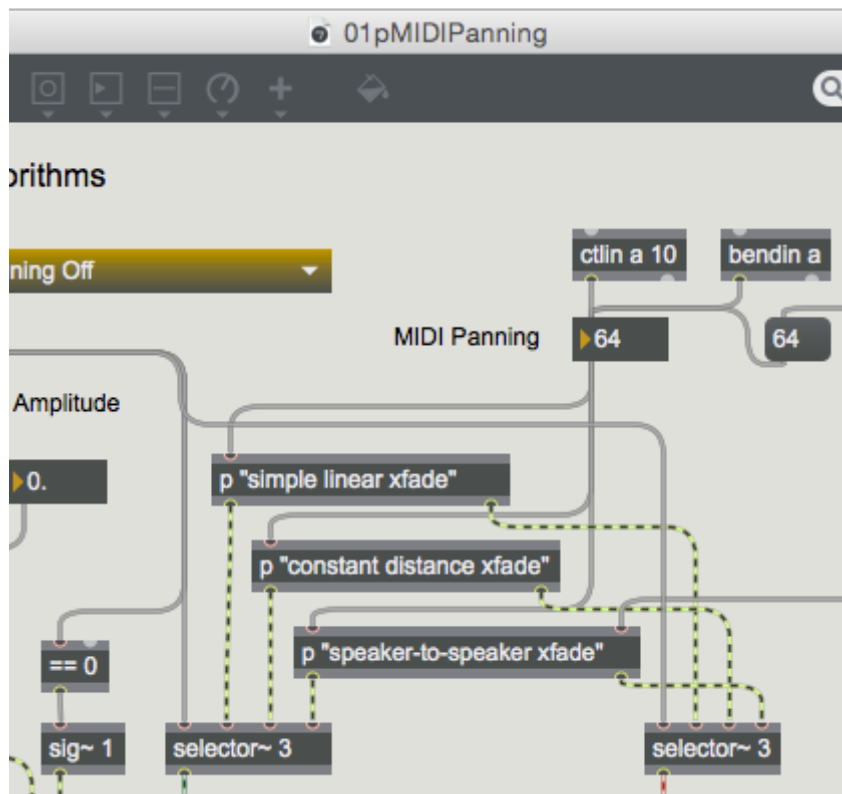 01pMIDIPanning
orithms
ning Off
ctlin a 10
bendin a
MIDI Panning
64
64
Amplitude
0.
p "simple linear xfade"
p "constant distance xfade"
p "speaker-to-speaker xfade"
== 0
sig~ 1
selector~ 3
selector~ 3